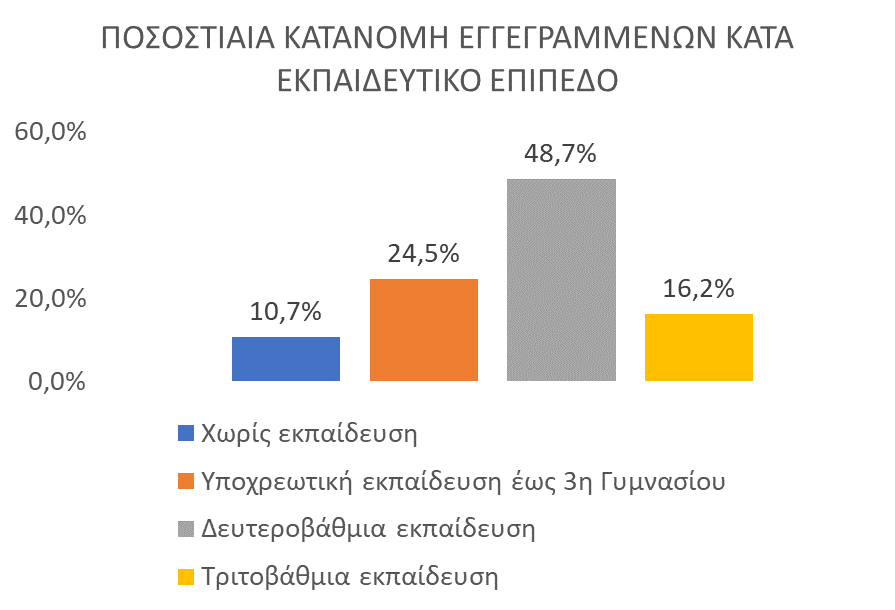 ΠΟΣΟΣΤΙΑΙΑ ΚΑΤΑΝΟΜΗ ΕΓΓΕΓΡΑΜΜΕΝΩΝ ΚΑΤΑ
ΕΚΠΑΙΔΕΥΤΙΚΟ ΕΠΙΠΕΔΟ
60,0%
48,7%
40,0%
24,5%
20,0%
16,2%
10,7%
0,0%
Χωρίς εκπαίδευση
Υποχρεωτική εκπαίδευση έως 3η Γυμνασίου
Δευτεροβάθμια εκπαίδευση
Τριτοβάθμια εκπαίδευση